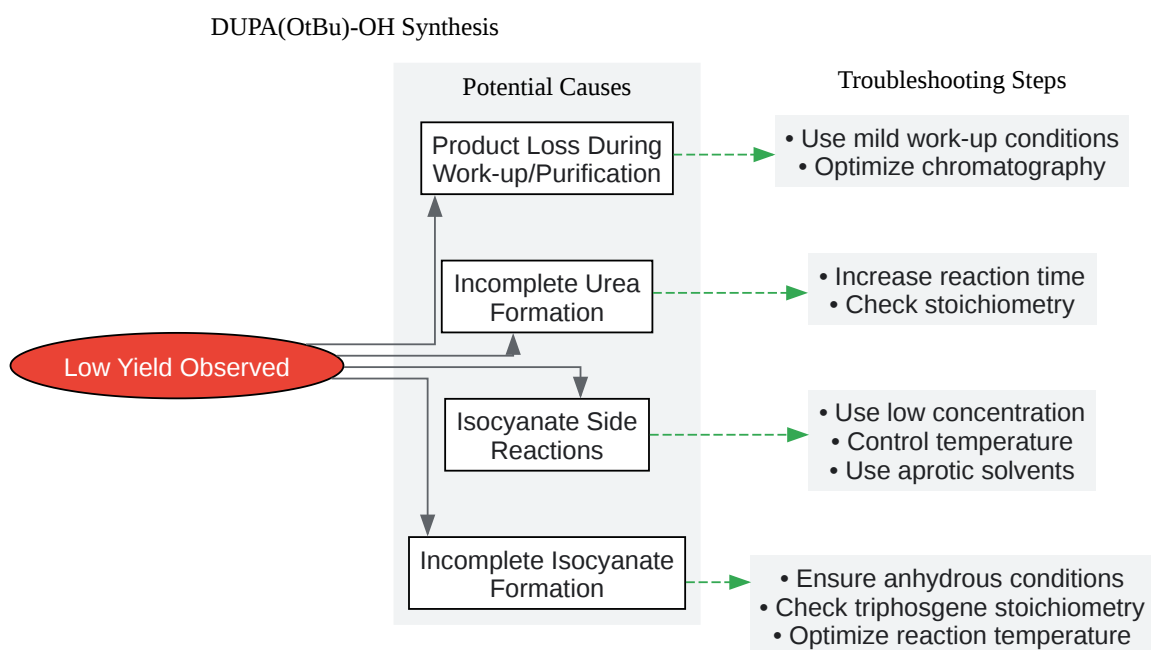 DUPA(OtBu)-OH Synthesis
Potential Causes
Troubleshooting Steps
Product Loss During
Work-up/Purification
• Use mild work-up conditions
• Optimize chromatography
Incomplete Urea
Formation
• Increase reaction time
• Check stoichiometry
Low Yield Observed
Isocyanate Side
Reactions
• Use low concentration
• Control temperature
• Use aprotic solvents
Incomplete Isocyanate
Formation
• Ensure anhydrous conditions
• Check triphosgene stoichiometry
• Optimize reaction temperature